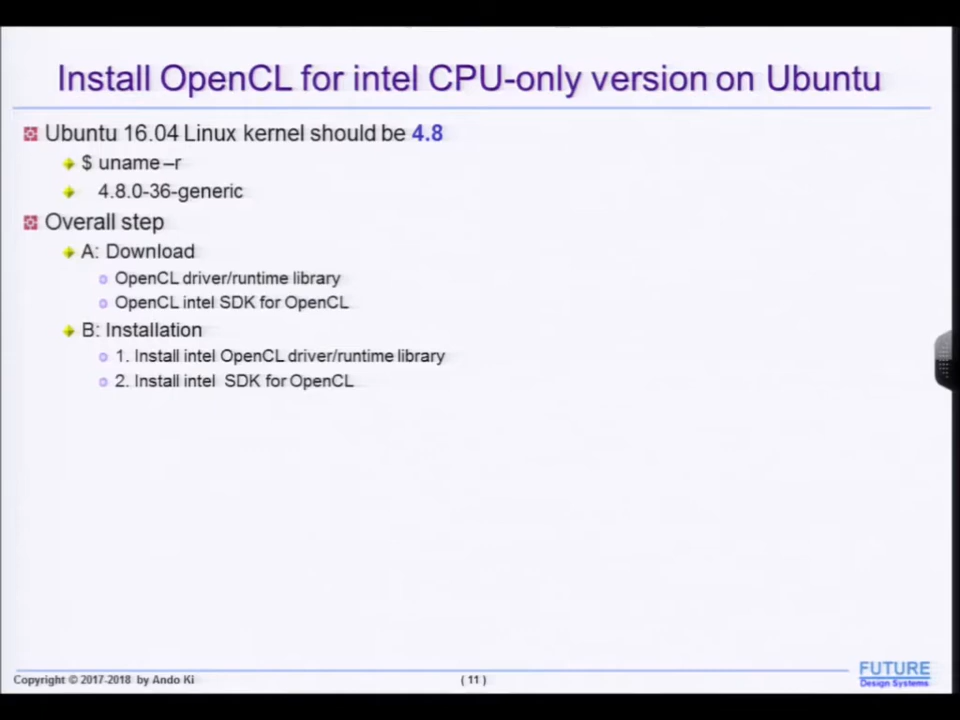 Install OpenCL for intel CPU-only version on Ubuntu
Ubuntu 16.04 Linux kernel should be 4.8
$ uname –r
4.8.0-36-generic
Overall step
A: Download
OpenCL driver/runtime library
OpenCL intel SDK for OpenCL
B: Installation
1. Install intel OpenCL driver/runtime library
2. Install intel SDK for OpenCL
Copyright © 2017-2018 by Ando Ki
( 11 )
FUTURE
Design Systems